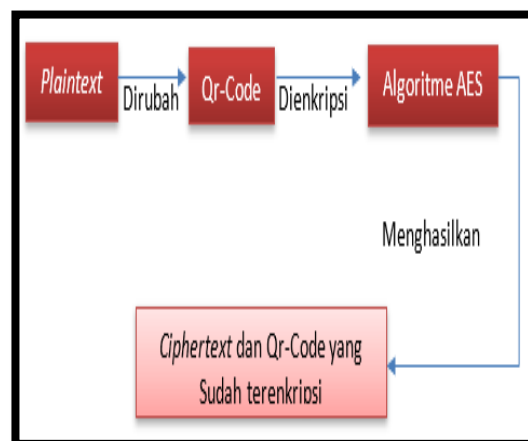 Plaintext
Dirubah
Qr-Code
Dienkripsi
Algoritme AES
Menghasilkan
Ciphertext dan Qr-Code yang
Sudah terenkripsi